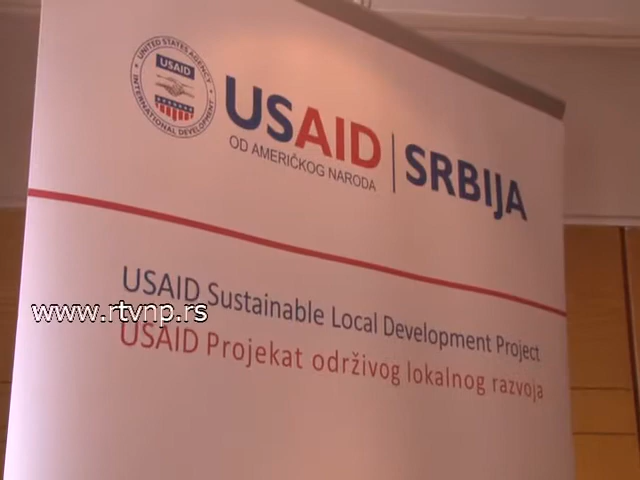 UNITED STATES AGENCY
USAID
INTERNATIONAL DEVELOPMENT
USAID | SRBIJA
OD AMERIČKOG NARODA
USAID Sustainable Local Development Project
www.rtvnp.rs
USAID Projekat održivog lokalnog razvoja